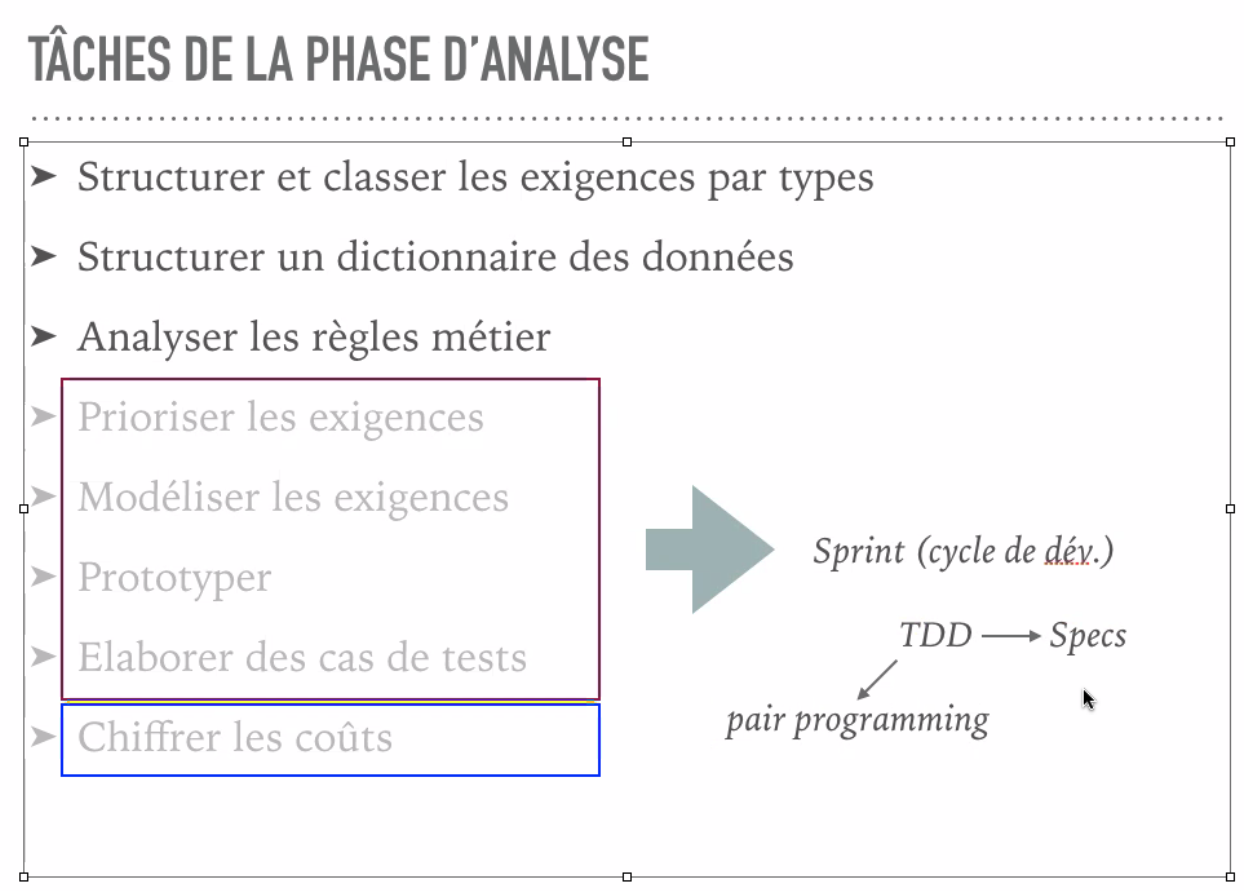 TÂCHES DE LA PHASE D’ANALYSE
➤ Structurer et classer les exigences par types
➤ Structurer un dictionnaire des données
➤ Analyser les règles métier
➤ Prioriser les exigences
➤ Modéliser les exigences
➤ Prototyper
➤ Elaborer des cas de tests
➤ Chiffrer les coûts
Sprint (cycle de dév.)
TDD → Specs
pair programming